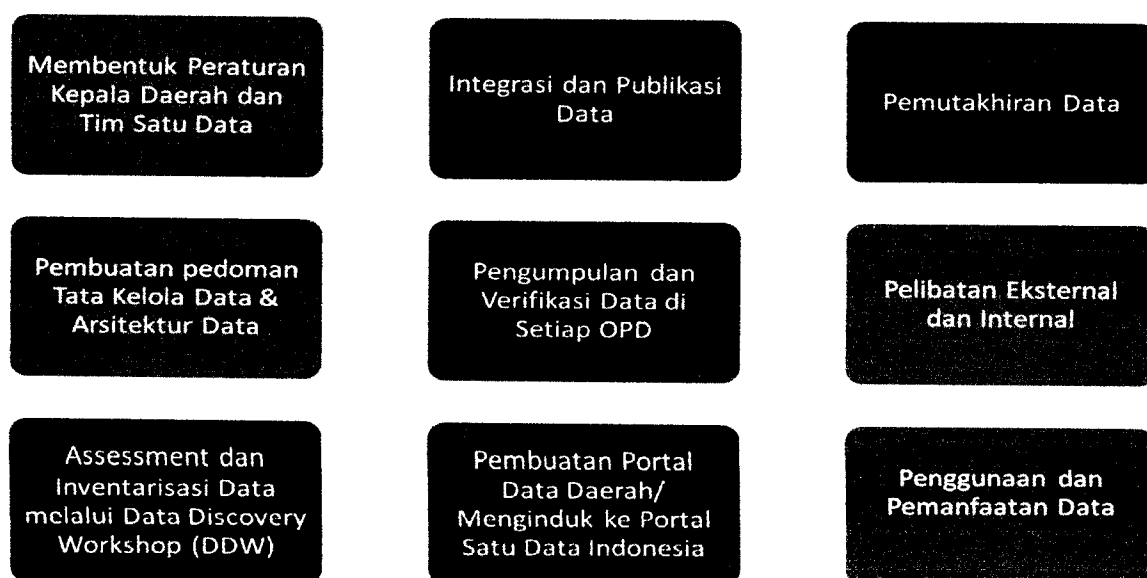 Membentuk Peraturan
Kepala Daerah dan
Tim Satu Data
Integrasi dan Publikasi
Data
Pemutakhiran Data
Pembuatan pedoman
Tata Kelola Data &
Arsitektur Data
Pengumpulan dan
Verifikasi Data di
Setiap OPD
Pelibatan Eksternal
dan Internal
Assessment dan
Inventarisasi Data
melalui Data Discovery
Workshop (DDW)
Pembuatan Portal
Data Daerah/
Menginduk ke Portal
Satu Data Indonesia
Penggunaan dan
Pemanfaatan Data